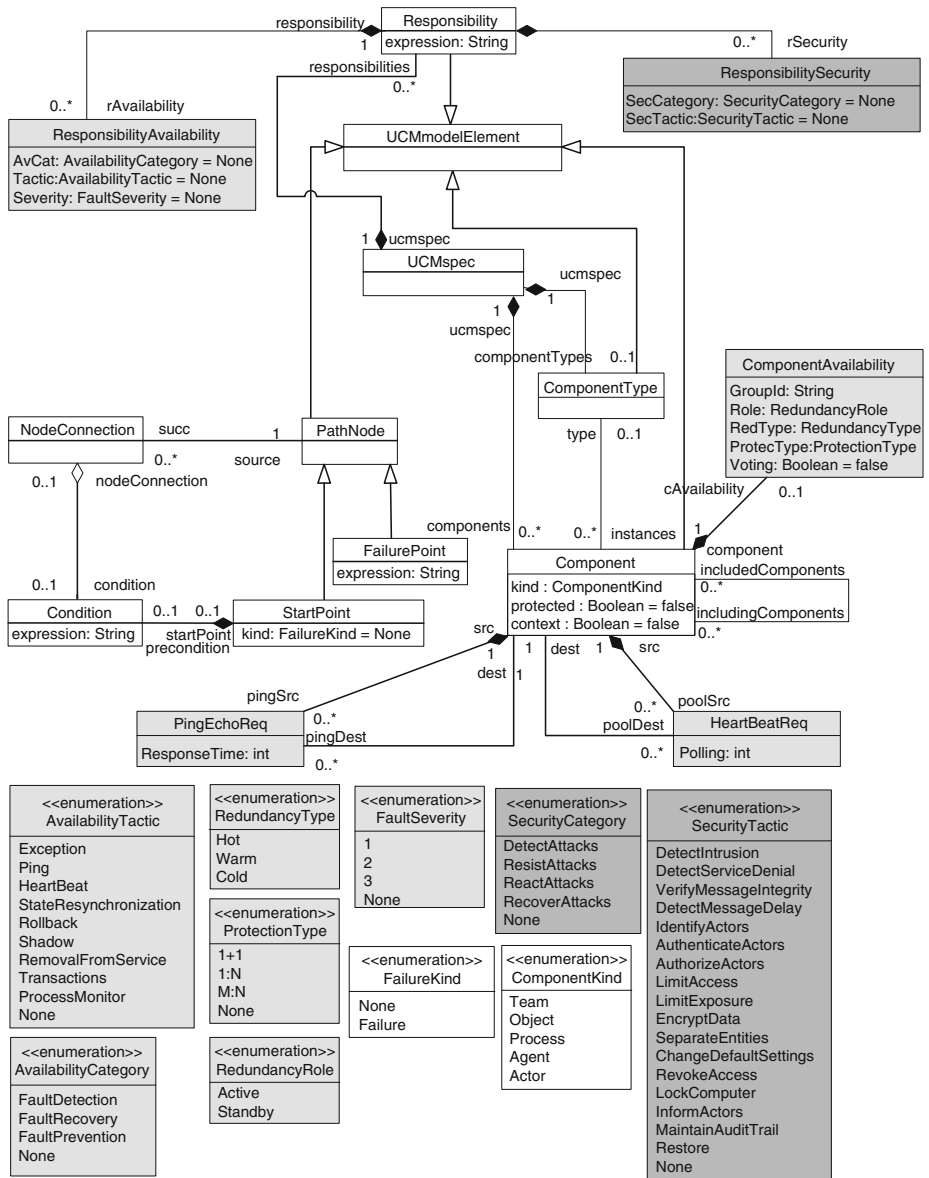 responsibility
Responsibility
1
expression: String
0..*
rSecurity
responsibilities
0..*
ResponsibilitySecurity
SecCategory: SecurityCategory = None
SecTactic:SecurityTactic = None
0..*
rAvailability
ResponsibilityAvailability
AvCat: AvailabilityCategory = None
Tactic:AvailabilityTactic = None
Severity: FaultSeverity = None
UCMmodelElement
1
ucmspec
UCMspec
ucmspec
1
1
ucmspec
componentTypes
0..1
ComponentType
type
0..1
ComponentAvailability
GroupId: String
Role: RedundancyRole
RedType: RedundancyType
ProtecType:ProtectionType
Voting: Boolean = false
cAvailability
0..1
NodeConnection
succ
1
PathNode
0..*
source
0..1
nodeConnection
FailurePoint
expression: String
components
0..*
0..*
instances
1
component
Component
includedComponents
kind : ComponentKind
0..*
protected : Boolean = false
includingComponents
context : Boolean = false
0..*
0..1
condition
Condition
expression: String
0..1
0..1
startPoint
precondition
StartPoint
kind: FailureKind = None
src
1
dest
1
1
dest
1
src
pingSrc
0..*
PingEchoReq
ResponseTime: int
pingDest
0..*
0..*
poolSrc
poolDest
0..*
HeartBeatReq
Polling: int
<<enumeration>>
AvailabilityTactic
Exception
Ping
HeartBeat
StateResynchronization
Rollback
Shadow
RemovalFromService
Transactions
ProcessMonitor
None
<<enumeration>>
RedundancyType
Hot
Warm
Cold
<<enumeration>>
FaultSeverity
1
2
3
None
<<enumeration>>
SecurityCategory
DetectAttacks
ResistAttacks
ReactAttacks
RecoverAttacks
None
<<enumeration>>
SecurityTactic
DetectIntrusion
DetectServiceDenial
VerifyMessageIntegrity
DetectMessageDelay
IdentifyActors
AuthenticateActors
AuthorizeActors
LimitAccess
LimitExposure
EncryptData
SeparateEntities
ChangeDefaultSettings
RevokeAccess
LockComputer
InformActors
MaintainAuditTrail
Restore
None
<<enumeration>>
ProtectionType
1+1
1:N
M:N
None
<<enumeration>>
FailureKind
None
Failure
<<enumeration>>
ComponentKind
Team
Object
Process
Agent
Actor
<<enumeration>>
AvailabilityCategory
FaultDetection
FaultRecovery
FaultPrevention
None
<<enumeration>>
RedundancyRole
Active
Standby